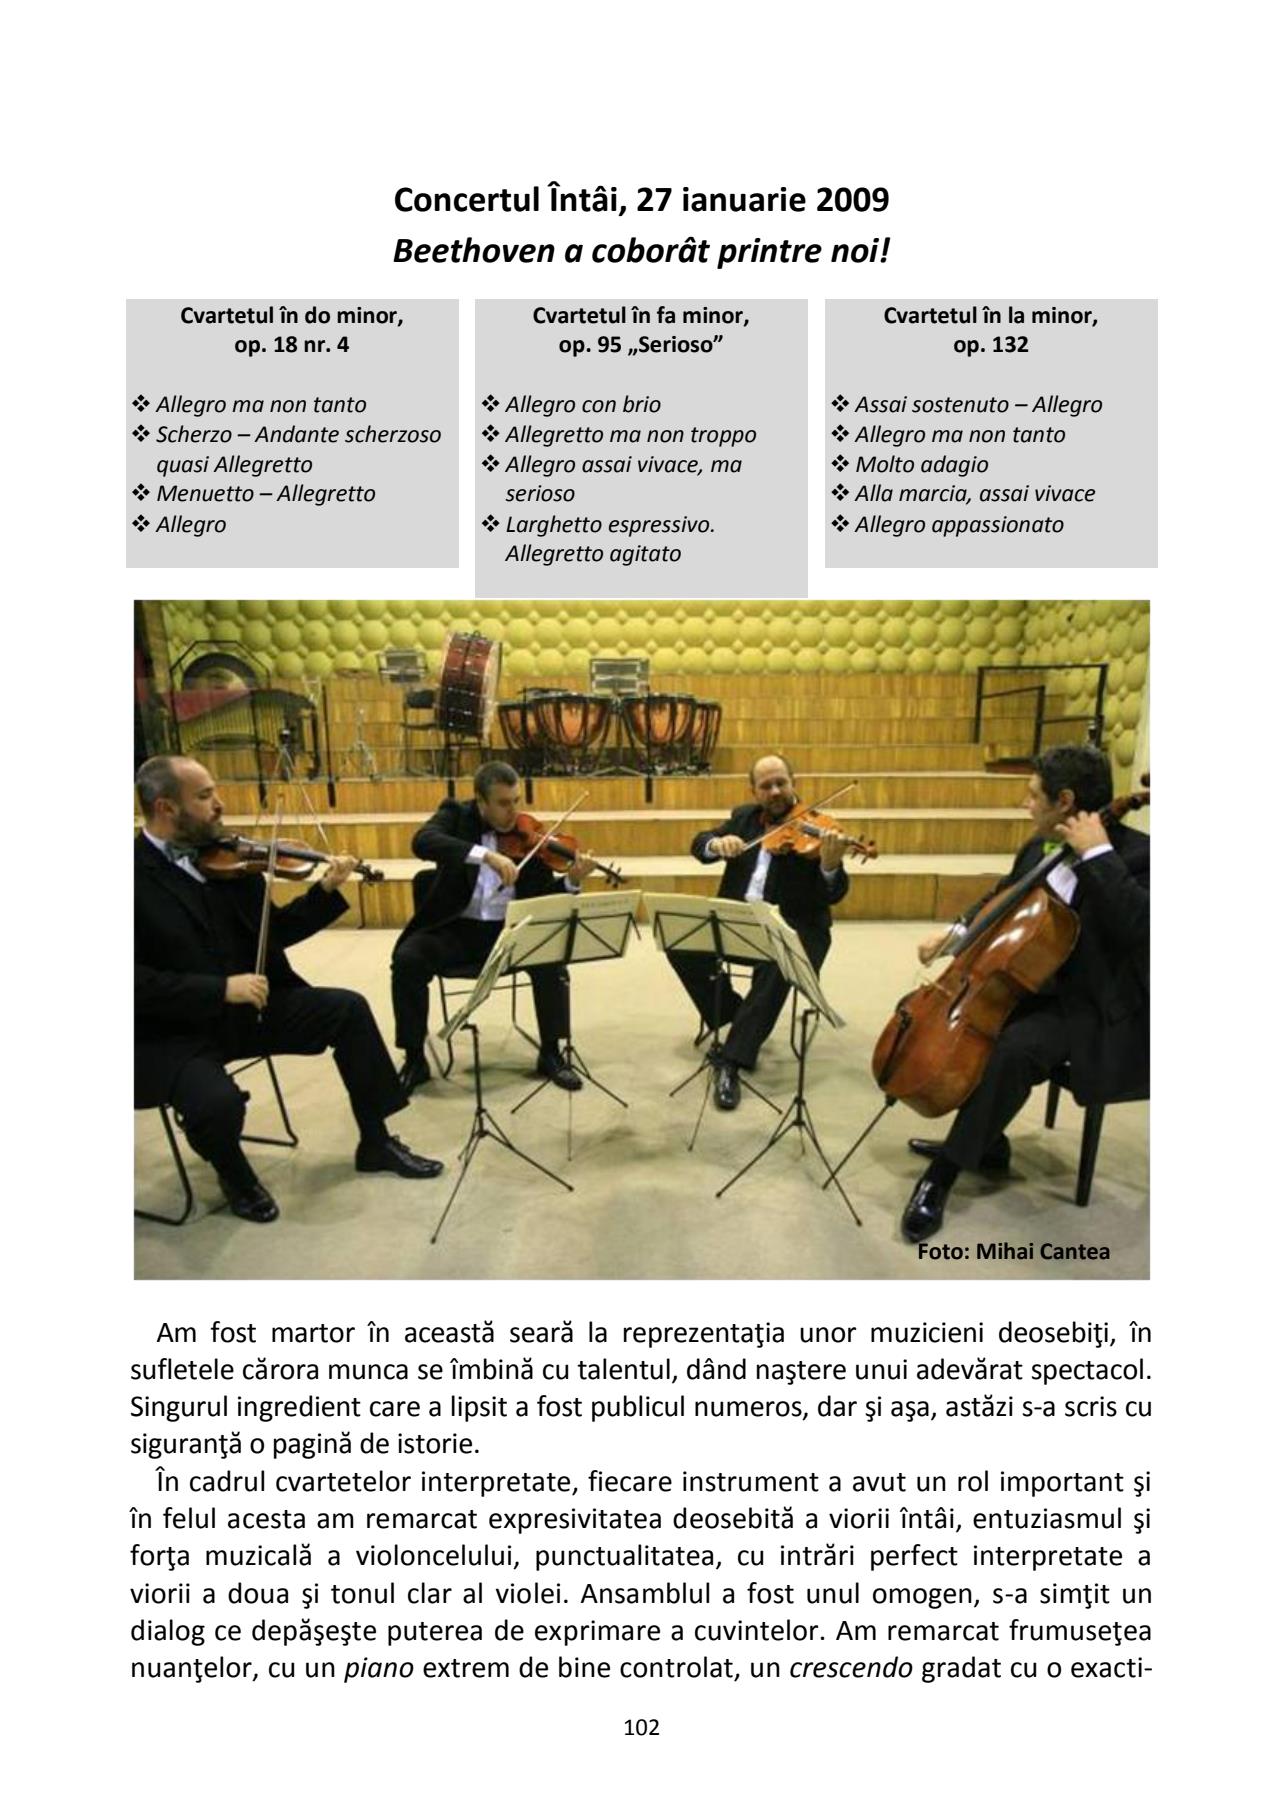 Concertul Întâi, 27 ianuarie 2009
Beethoven a coborât printre noi!
Cvartetul în do minor,
op. 18 nr. 4
❖ Allegro ma non tanto
❖ Scherzo – Andante scherzoso
quasi Allegretto
❖ Menuetto – Allegretto
❖ Allegro
Cvartetul în fa minor,
op. 95 „Serioso”
❖ Allegro con brio
❖ Allegretto ma non troppo
❖ Allegro assai vivace, ma
serioso
❖ Larghetto espressivo.
Allegretto agitato
Cvartetul în la minor,
op. 132
❖ Assai sostenuto – Allegro
❖ Allegro ma non tanto
❖ Molto adagio
❖ Alla marcia, assai vivace
❖ Allegro appassionato
Foto: Mihai Cantea
Am fost martor în această seară la reprezentaţia unor muzicieni deosebiţi, în
sufletele cărora munca se îmbină cu talentul, dând naştere unui adevărat spectacol.
Singurul ingredient care a lipsit a fost publicul numeros, dar şi aşa, astăzi s-a scris cu
siguranţă o pagină de istorie.
În cadrul cvartetelor interpretate, fiecare instrument a avut un rol important şi
în felul acesta am remarcat expresivitatea deosebită a viorii întâi, entuziasmul şi
forţa muzicală a violoncelului, punctualitatea, cu intrări perfect interpretate a
viorii a doua şi tonul clar al violei. Ansamblul a fost unul omogen, s-a simţit un
dialog ce depăşeşte puterea de exprimare a cuvintelor. Am remarcat frumuseţea
nuanţelor, cu un piano extrem de bine controlat, un crescendo gradat cu o exacti-
102